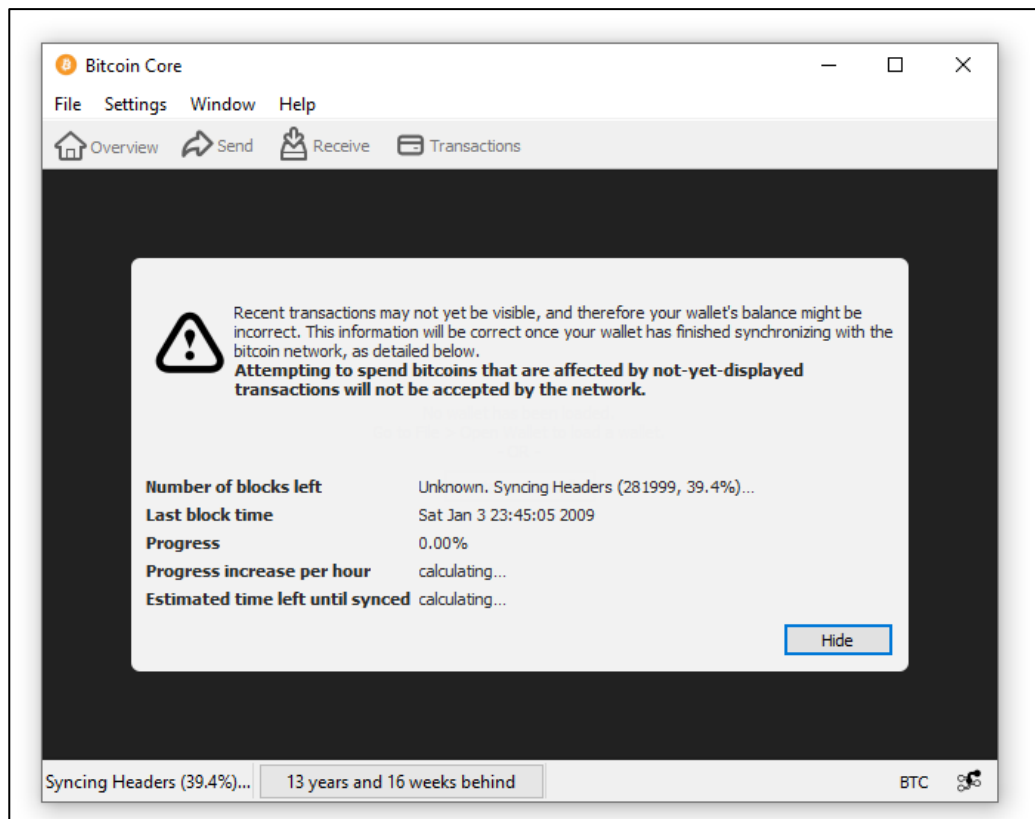 Bitcoin Core
File Settings Window Help
Overview Send Receive Transactions
Recent transactions may not yet be visible, and therefore your wallet's balance might be
incorrect. This information will be correct once your wallet has finished synchronizing with the
bitcoin network, as detailed below.
Attempting to spend bitcoins that are affected by not-yet-displayed
transactions will not be accepted by the network.
Number of blocks left Unknown. Syncing Headers (281999, 39.4%)...
Last block time Sat Jan 3 23:45:05 2009
Progress 0.00%
Progress increase per hour calculating...
Estimated time left until synced calculating...
Hide
Syncing Headers (39.4%)... 13 years and 16 weeks behind BTC